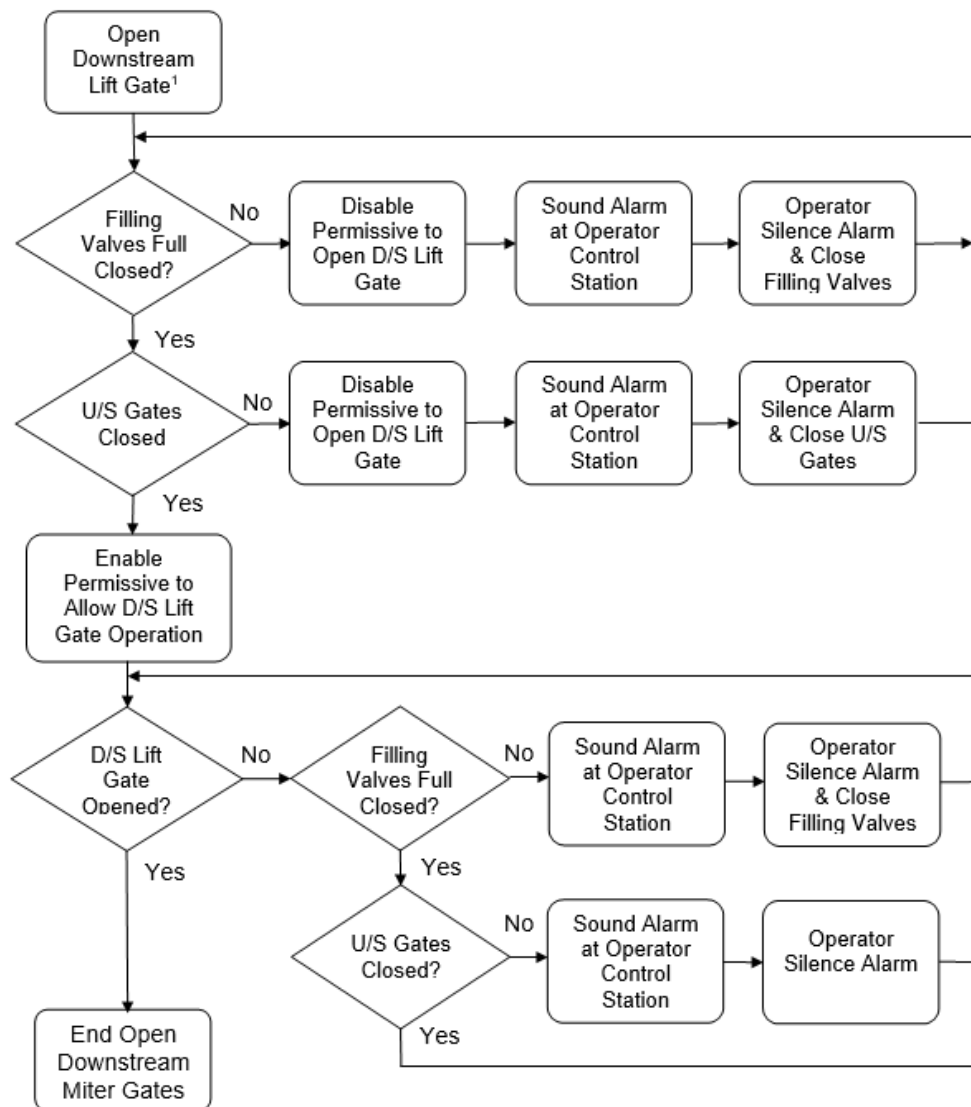 Open
Downstream
Lift Gate¹
Filling
Valves Full
Closed?
No
Disable
Permissive to
Open D/S Lift
Gate
Sound Alarm
at Operator
Control
Station
Operator
Silence Alarm
& Close
Filling Valves
Yes
U/S Gates
Closed
No
Disable
Permissive to
Open D/S Lift
Gate
Sound Alarm
at Operator
Control
Station
Operator
Silence Alarm
& Close U/S
Gates
Yes
Enable
Permissive to
Allow D/S Lift
Gate Operation
D/S Lift
Gate
Opened?
No
Filling
Valves Full
Closed?
No
Sound Alarm
at Operator
Control
Station
Operator
Silence Alarm
& Close
Filling Valves
Yes
Yes
U/S Gates
Closed?
No
Sound Alarm
at Operator
Control
Station
Operator
Silence Alarm
Yes
End Open
Downstream
Miter Gates